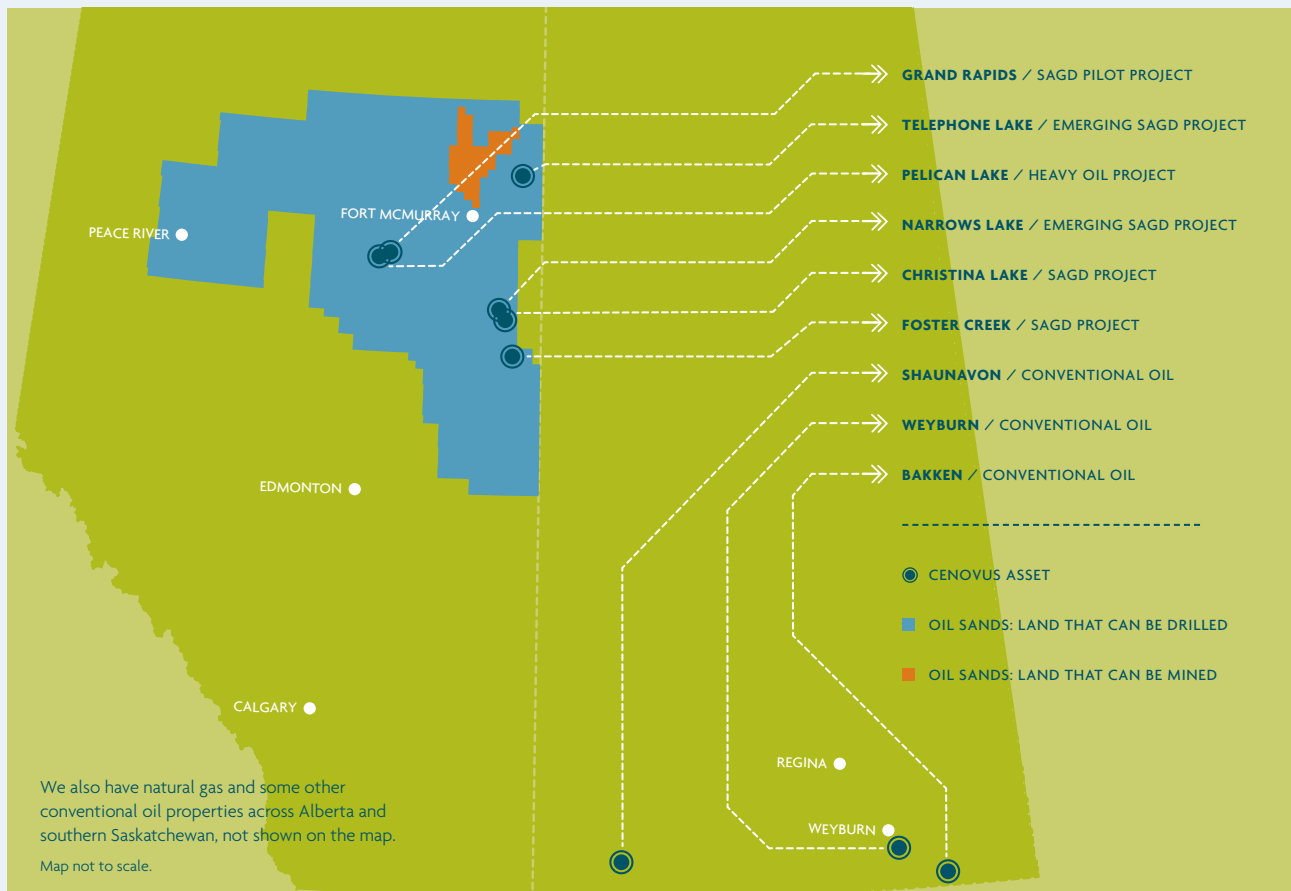 GRAND RAPIDS / SAGD PILOT PROJECT
TELEPHONE LAKE / EMERGING SAGD PROJECT
PELICAN LAKE / HEAVY OIL PROJECT
NARROWS LAKE / EMERGING SAGD PROJECT
CHRISTINA LAKE / SAGD PROJECT
FOSTER CREEK / SAGD PROJECT
SHAUNAVON / CONVENTIONAL OIL
WEYBURN / CONVENTIONAL OIL
BAKKEN / CONVENTIONAL OIL
CENOVUS ASSET
OIL SANDS: LAND THAT CAN BE DRILLED
OIL SANDS: LAND THAT CAN BE MINED
FORT MCMURRAY
PEACE RIVER
EDMONTON
CALGARY
REGINA
WEYBURN
We also have natural gas and some other
conventional oil properties across Alberta and
southern Saskatchewan, not shown on the map.
Map not to scale.